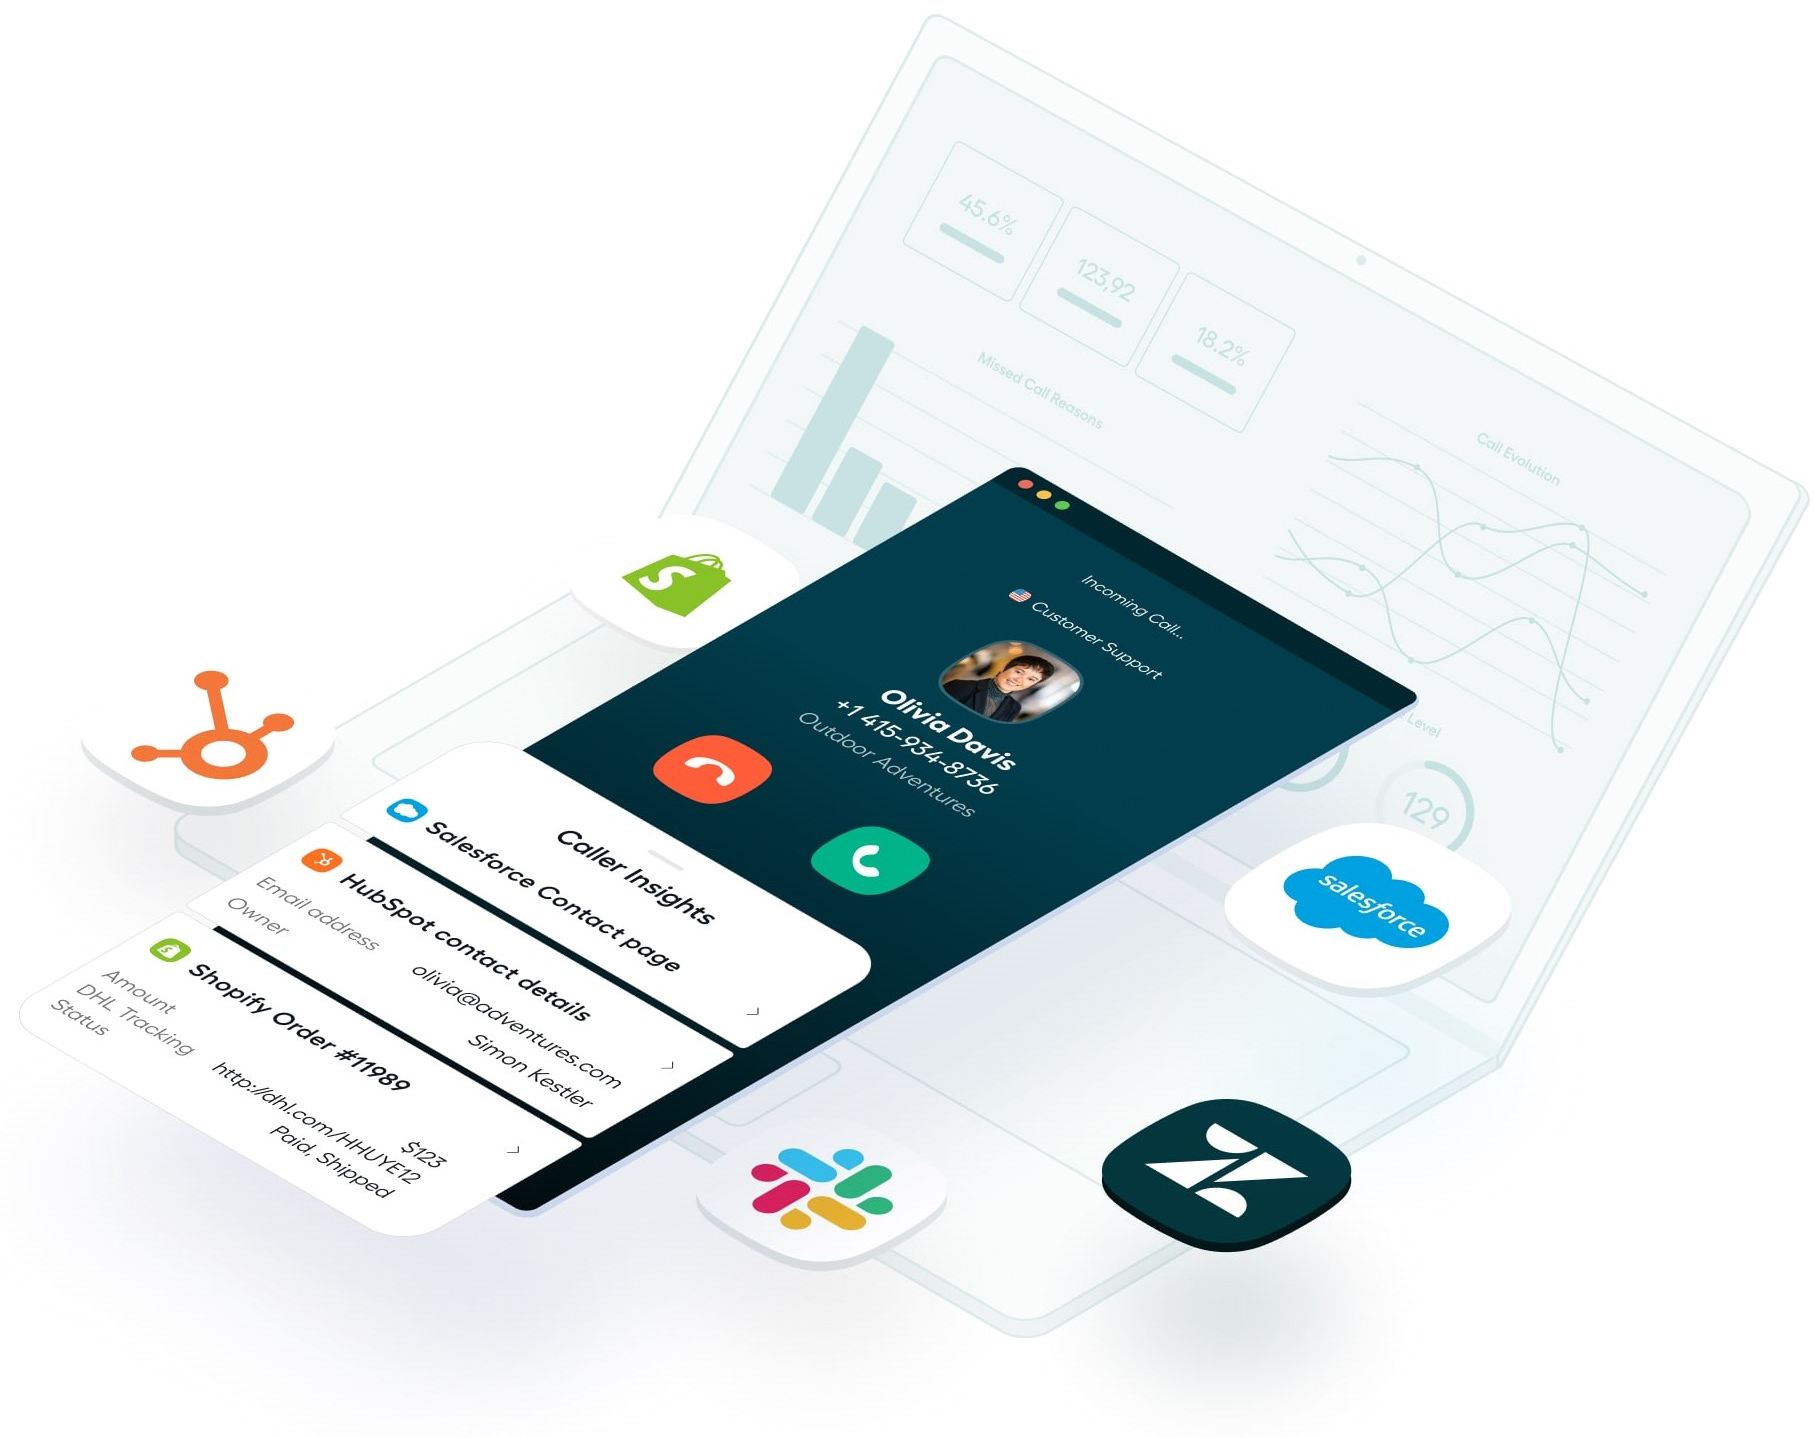 45.6%
123,92
18.2%
Missed Call Reasons
Call Evolution
Level
129
Incoming Call...
Customer Support
Olivia Davis
+1 415-934-8736
Outdoor Adventures
Caller Insights
Salesforce Contact page
HubSpot contact details
Email address olivia@adventures.com
Owner Simon Kestler
Shopify Order #11989
Amount $123
DHL Tracking http://dhl.com/HHUYE12
Status Paid, Shipped
salesforce